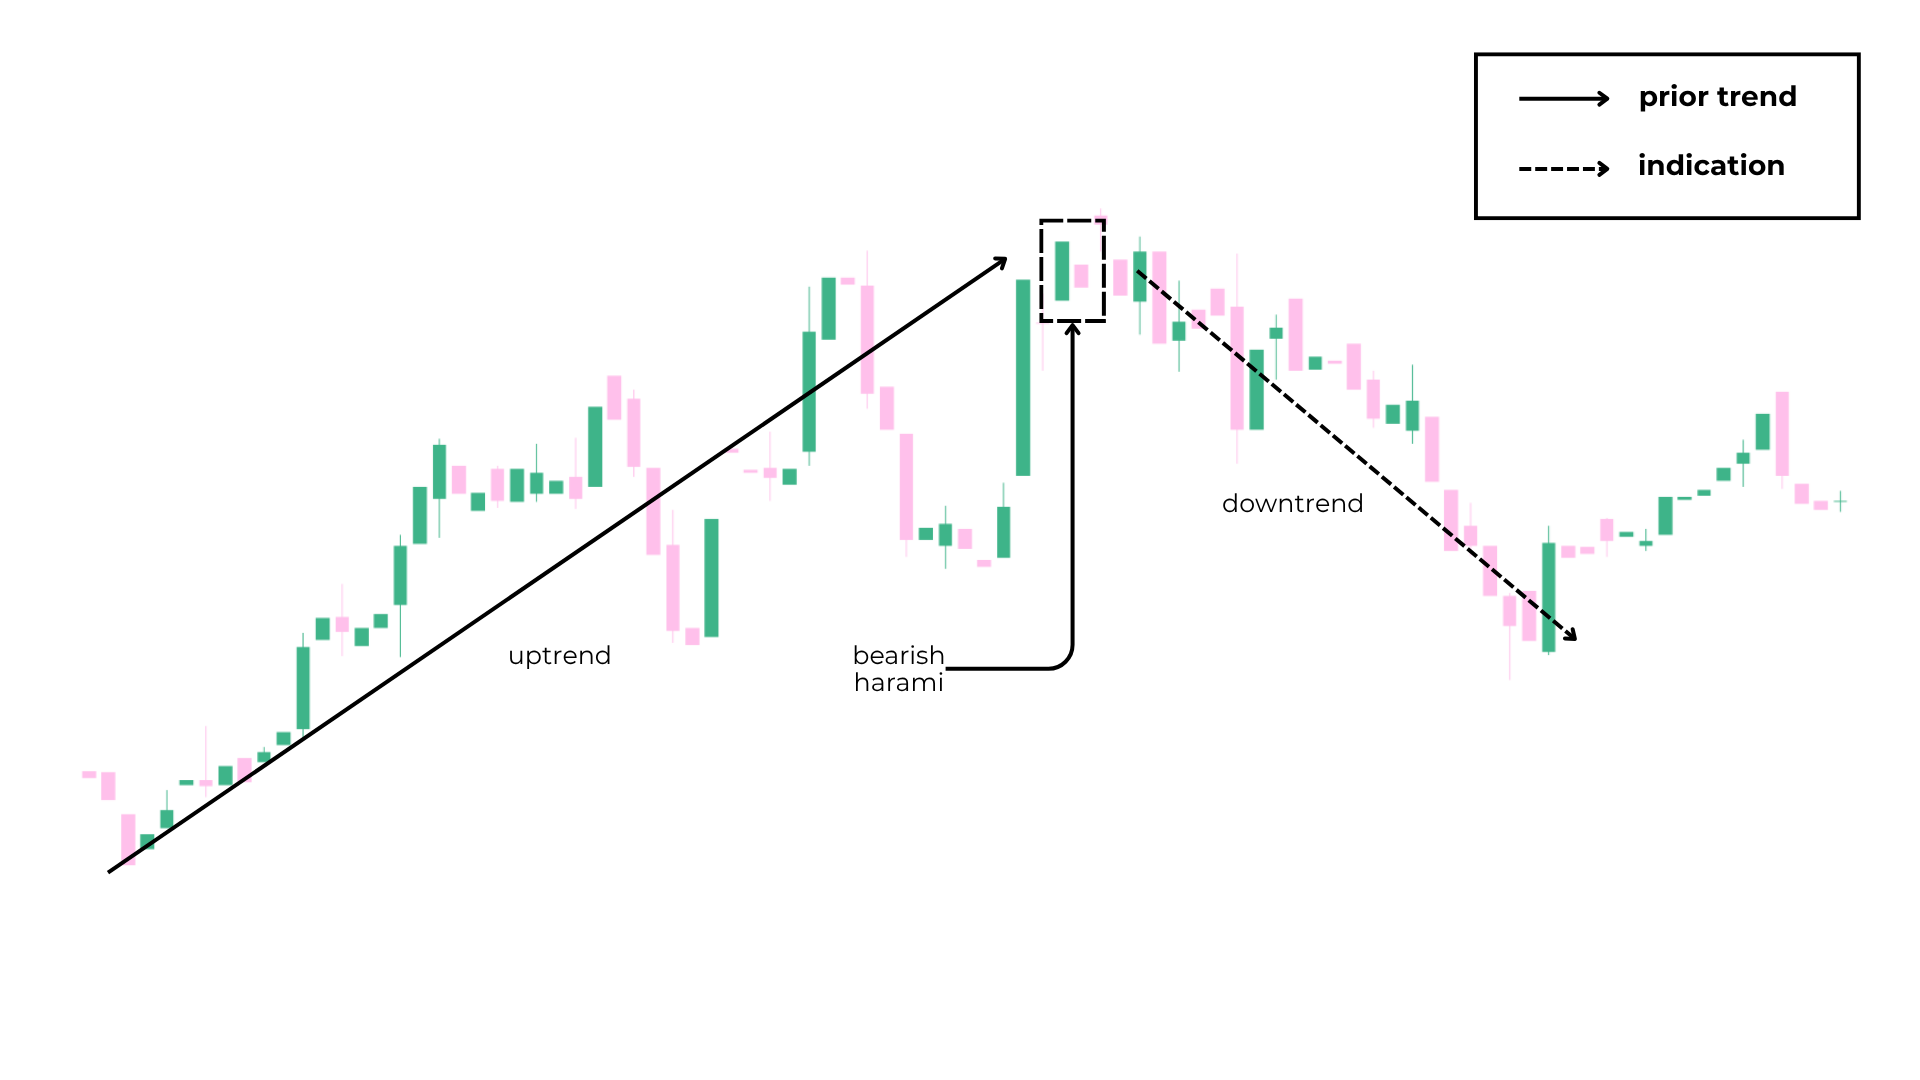 prior trend
indication
downtrend
uptrend
bearish
harami